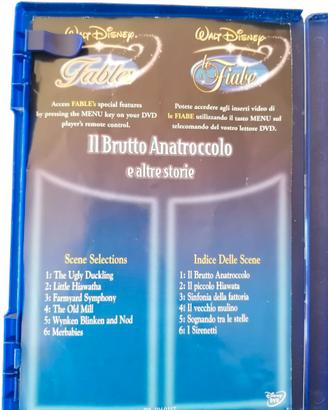 WALT DISNEY
Fables
Access FABLE's special features
by pressing the MENU key on your DVD
player's remote control.
WALT DISNEY
le Fiabe
Potete accedere agli inserti video di
le FIABE utilizzando il tasto MENU sul
telecomando del vostro lettore DVD.
Il Brutto Anatroccolo
e altre storie
Scene Selections
1: The Ugly Duckling
2: Little Hiawatha
3: Farmyard Symphony
4: The Old Mill
5: Wynken Blinken and Nod
6: Merbabies
Indice Delle Scene
1: Il Brutto Anatroccolo
2: Il piccolo Hiawata
3: Sinfonia della fattoria
4: Il vecchio mulino
5: Sognando tra le stelle
6: I Sirenetti
Disney
DVD